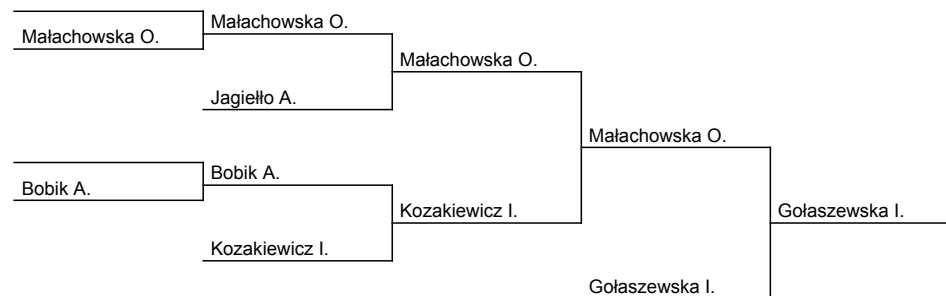 Małachowska O.
Małachowska O.
Małachowska O.
Jagiełło A.
Małachowska O.
Bobik A.
Bobik A.
Kozakiewicz I.
Gołaszewska I.
Kozakiewicz I.
Gołaszewska I.